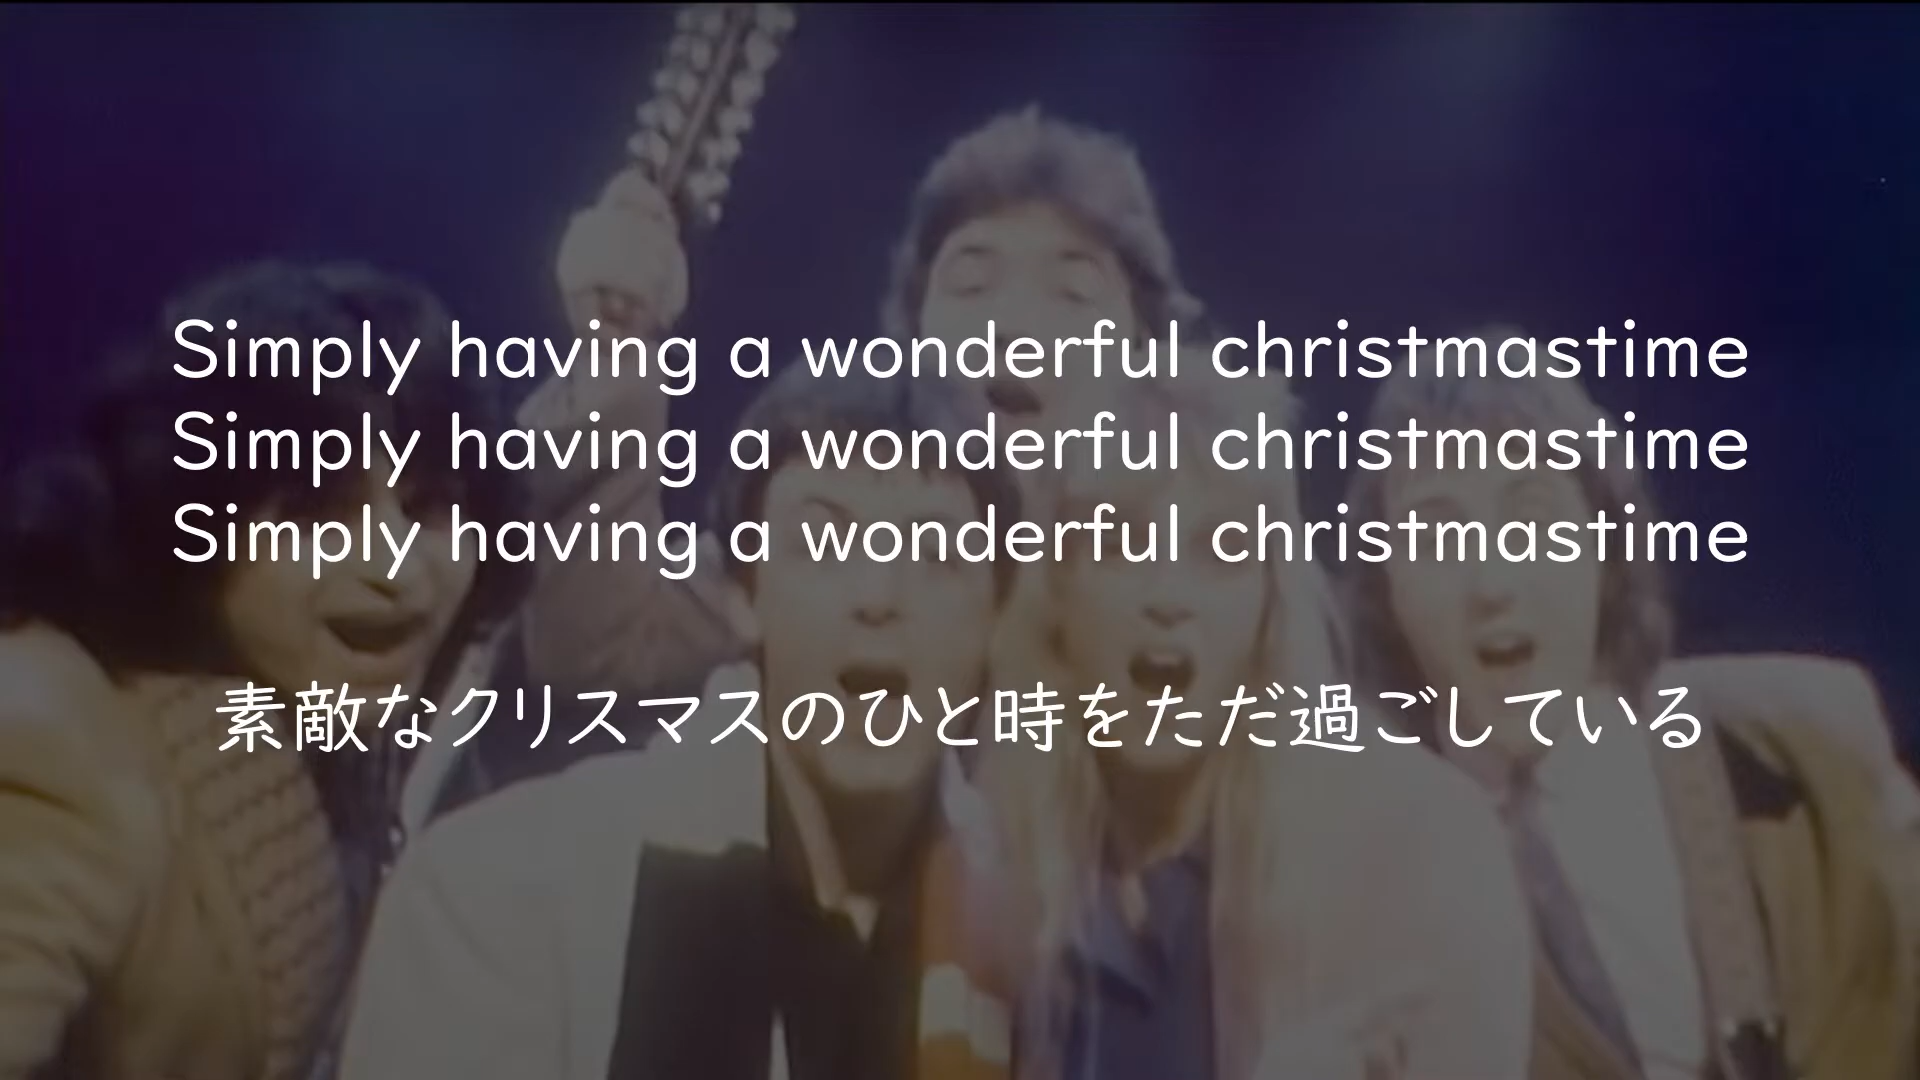 Simply having a wonderful christmastime
Simply having a wonderful christmastime
Simply having a wonderful christmastime
素敵なクリスマスのひと時をただ過ごしている